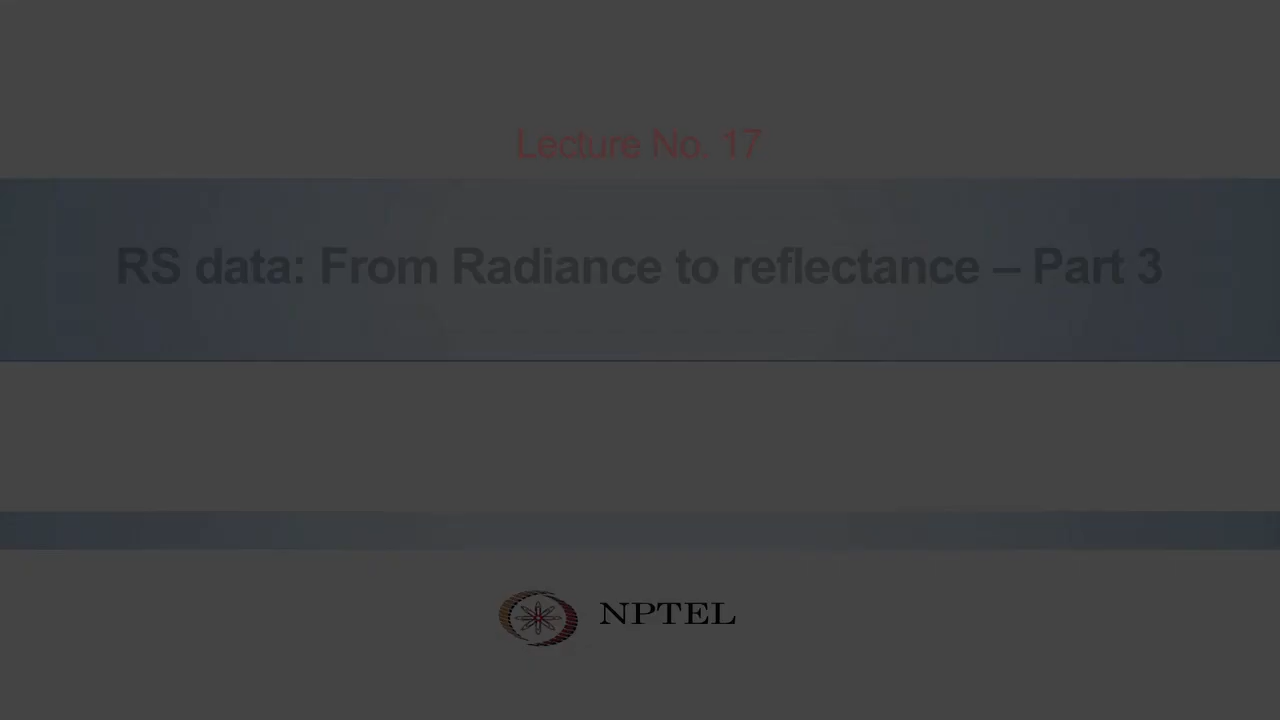 Lecture No. 17
RS data: From Radiance to reflectance – Part 3
NPTEL